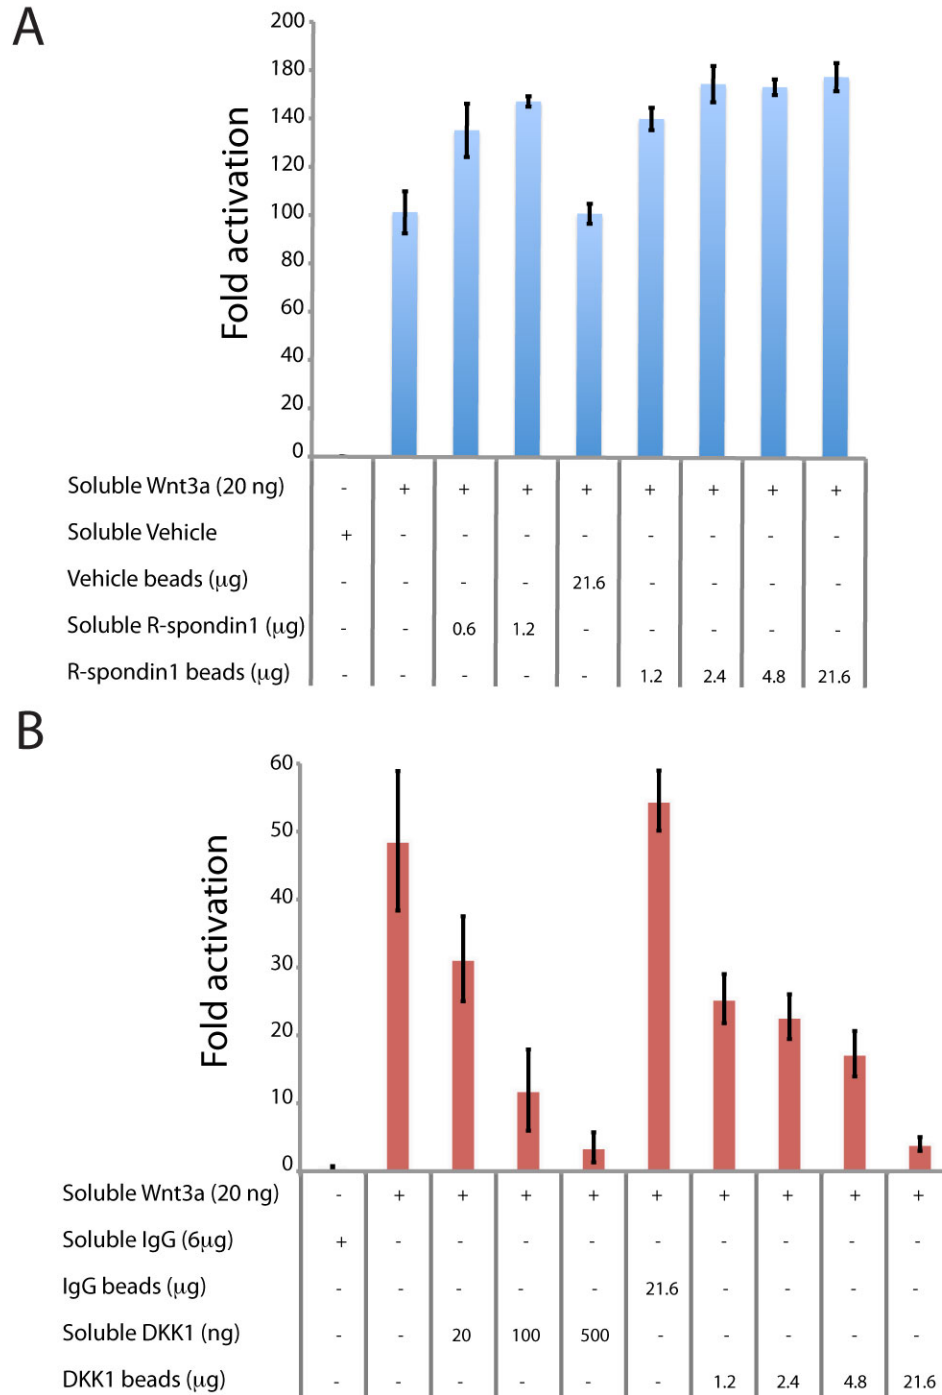 A
200
180
140
120
100
80
60
40
20
0
Fold activation
Soluble Wnt3a (20 ng) - + + + + + + + +
Soluble Vehicle + - - - - - - - -
Vehicle beads (μg) - - - - 21.6 - - - -
Soluble R-spondin1 (μg) - - 0.6 1.2 - - - - -
R-spondin1 beads (μg) - - - - - 1.2 2.4 4.8 21.6
B
60
50
40
30
20
10
0
Fold activation
Soluble Wnt3a (20 ng) - + + + + + + + + +
Soluble IgG (6μg) + - - - - - - - - -
IgG beads (μg) - - - - - 21.6 - - - -
Soluble DKK1 (ng) - - 20 100 500 - - - - -
DKK1 beads (μg) - - - - - - 1.2 2.4 4.8 21.6